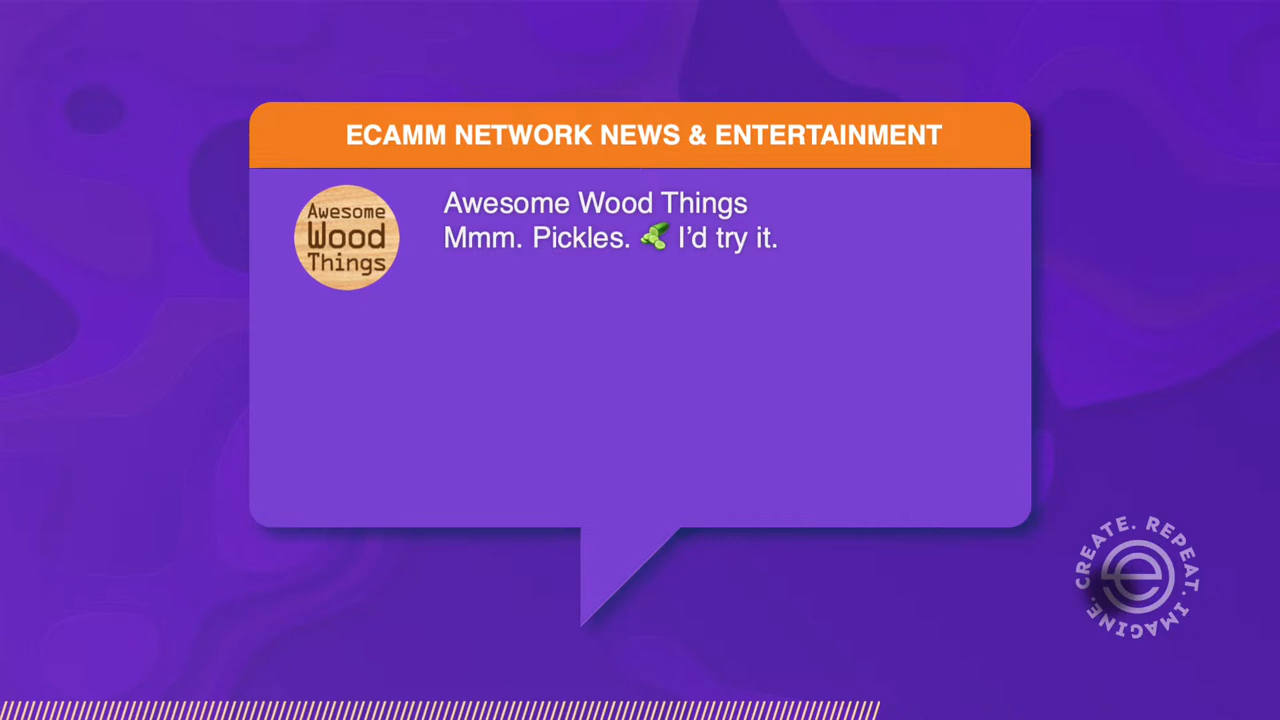 ECAMM NETWORK NEWS & ENTERTAINMENT
Awesome
Wood
Things
Awesome Wood Things
Mmm. Pickles. 🥒 I’d try it.
CREATE. REPEAT. IMAGINE.
e